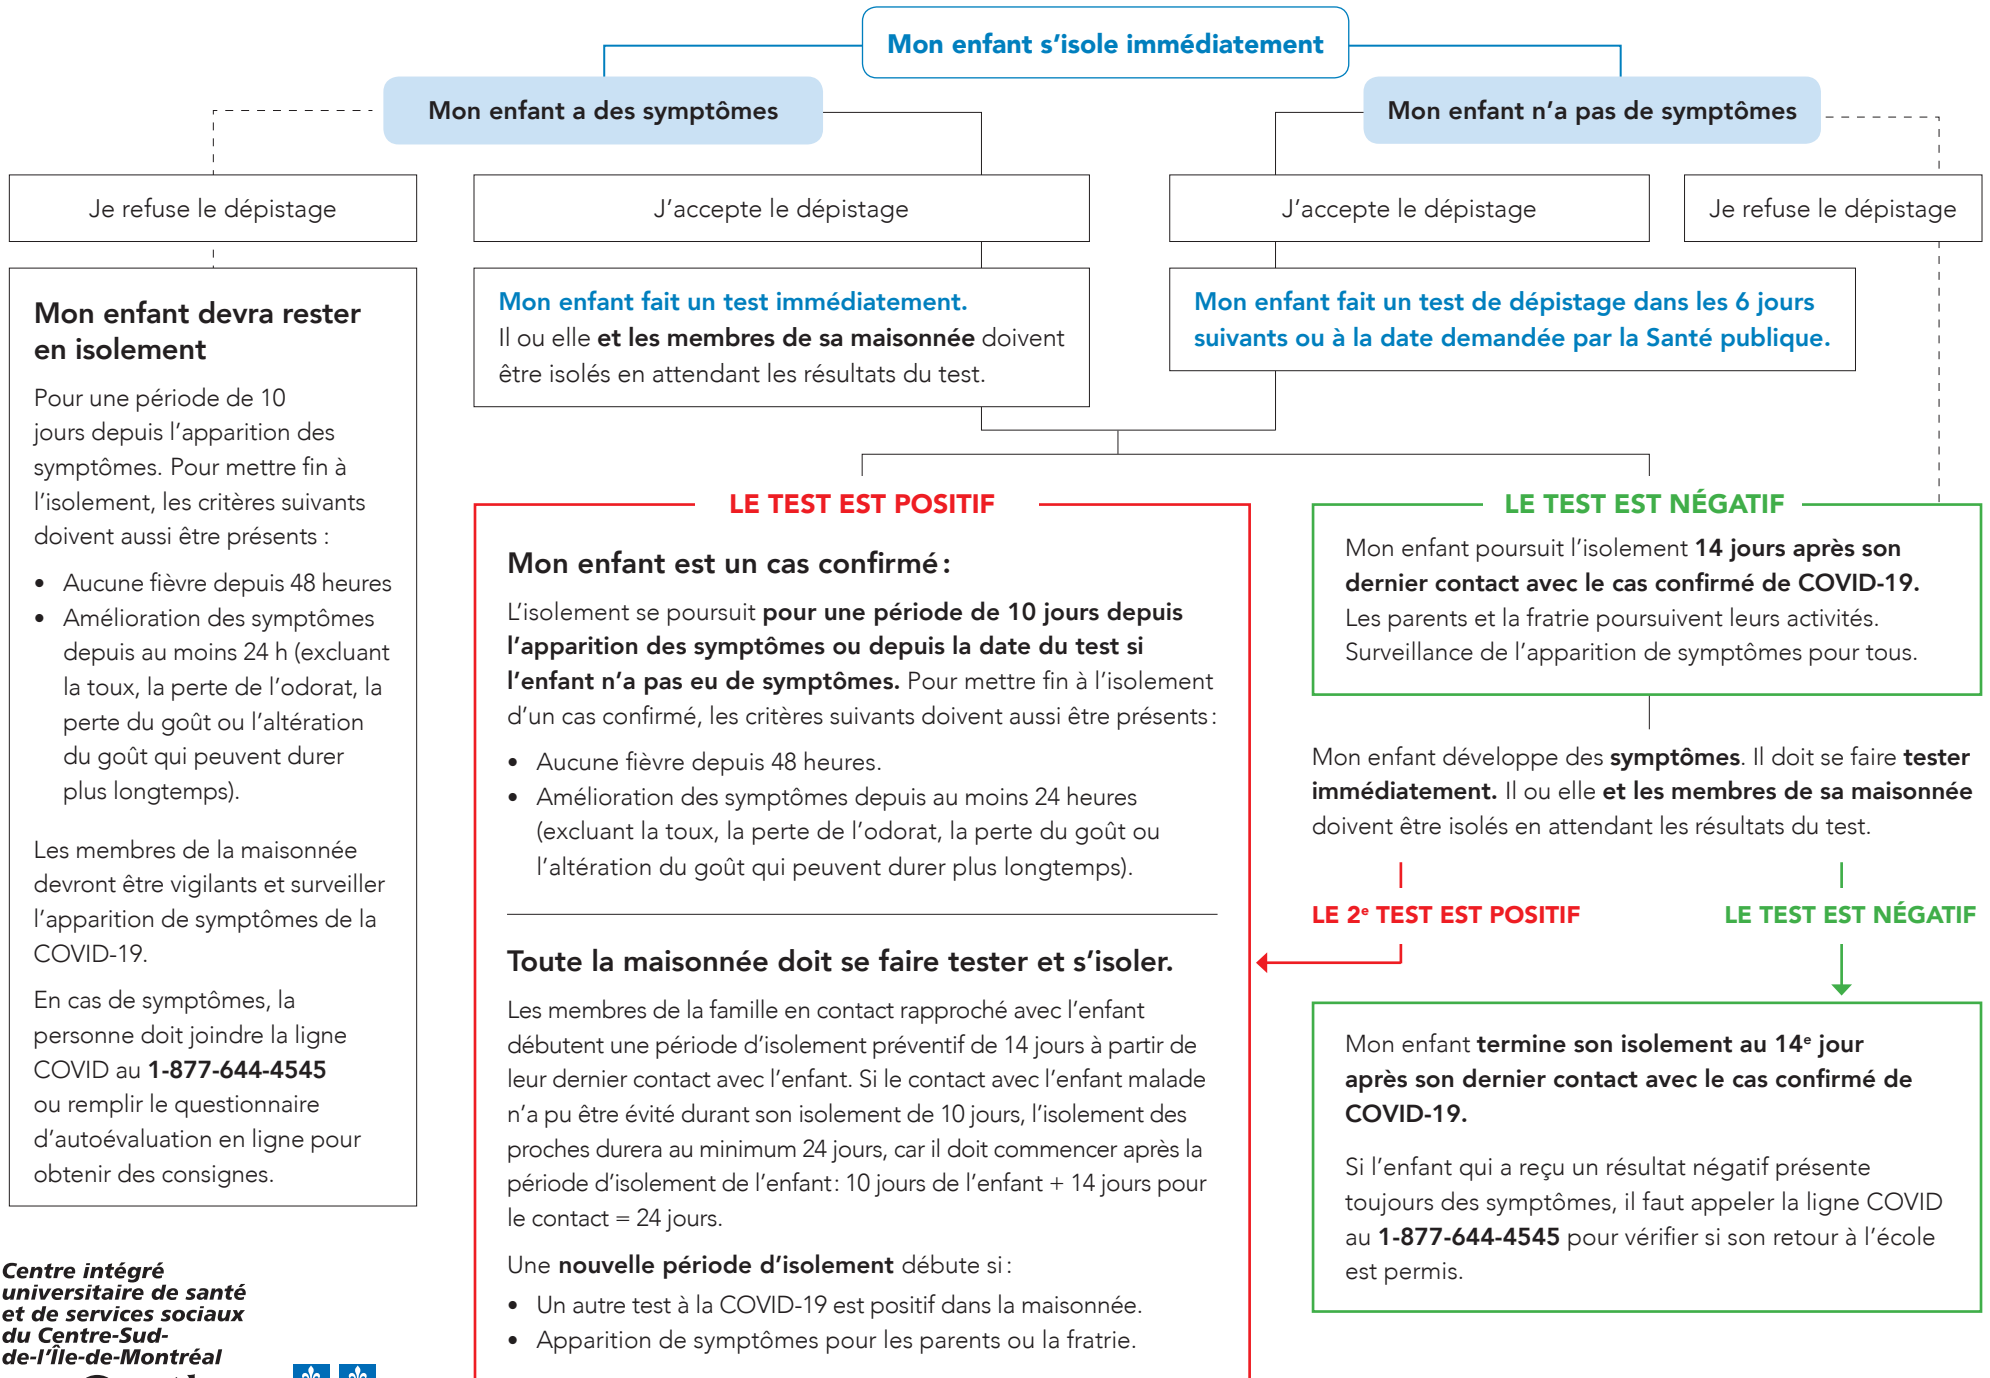 Mon enfant s’isole immédiatement
Mon enfant a des symptômes
Mon enfant n’a pas de symptômes
Je refuse le dépistage
J’accepte le dépistage
J’accepte le dépistage
Je refuse le dépistage
Mon enfant devra rester
en isolement
Pour une période de 10
jours depuis l’apparition des
symptômes. Pour mettre fin à
l’isolement, les critères suivants
doivent aussi être présents :
• Aucune fièvre depuis 48 heures
• Amélioration des symptômes
depuis au moins 24 h (excluant
la toux, la perte de l’odorat, la
perte du goût ou l’altération
du goût qui peuvent durer
plus longtemps).
Les membres de la maisonnée
devront être vigilants et surveiller
l’apparition de symptômes de la
COVID-19.
En cas de symptômes, la
personne doit joindre la ligne
COVID au 1-877-644-4545
ou remplir le questionnaire
d’autoévaluation en ligne pour
obtenir des consignes.
Mon enfant fait un test immédiatement.
Il ou elle et les membres de sa maisonnée doivent
être isolés en attendant les résultats du test.
Mon enfant fait un test de dépistage dans les 6 jours
suivants ou à la date demandée par la Santé publique.
LE TEST EST POSITIF
Mon enfant est un cas confirmé :
L’isolement se poursuit pour une période de 10 jours depuis
l’apparition des symptômes ou depuis la date du test si
l’enfant n’a pas eu de symptômes. Pour mettre fin à l’isolement
d’un cas confirmé, les critères suivants doivent aussi être présents :
• Aucune fièvre depuis 48 heures.
• Amélioration des symptômes depuis au moins 24 heures
(excluant la toux, la perte de l’odorat, la perte du goût ou
l’altération du goût qui peuvent durer plus longtemps).
Toute la maisonnée doit se faire tester et s’isoler.
Les membres de la famille en contact rapproché avec l’enfant
débutent une période d’isolement préventif de 14 jours à partir de
leur dernier contact avec l’enfant. Si le contact avec l’enfant malade
n’a pu être évité durant son isolement de 10 jours, l’isolement des
proches durera au minimum 24 jours, car il doit commencer après la
période d’isolement de l’enfant : 10 jours de l’enfant + 14 jours pour
le contact = 24 jours.
Une nouvelle période d’isolement débute si :
• Un autre test à la COVID-19 est positif dans la maisonnée.
• Apparition de symptômes pour les parents ou la fratrie.
LE TEST EST NÉGATIF
Mon enfant poursuit l’isolement 14 jours après son
dernier contact avec le cas confirmé de COVID-19.
Les parents et la fratrie poursuivent leurs activités.
Surveillance de l’apparition de symptômes pour tous.
Mon enfant développe des symptômes. Il doit se faire tester
immédiatement. Il ou elle et les membres de sa maisonnée
doivent être isolés en attendant les résultats du test.
LE 2e TEST EST POSITIF
LE TEST EST NÉGATIF
Mon enfant termine son isolement au 14e jour
après son dernier contact avec le cas confirmé de
COVID-19.
Si l’enfant qui a reçu un résultat négatif présente
toujours des symptômes, il faut appeler la ligne COVID
au 1-877-644-4545 pour vérifier si son retour à l’école
est permis.
Centre intégré
universitaire de santé
et de services sociaux
du Centre-Sud-
de-l’Île-de-Montréal